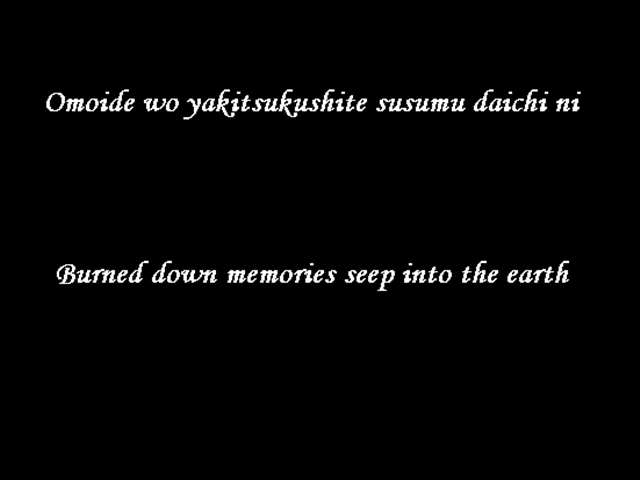 Omoide wo yakitsukushite susumu daichi ni
Burned down memories seep into the earth